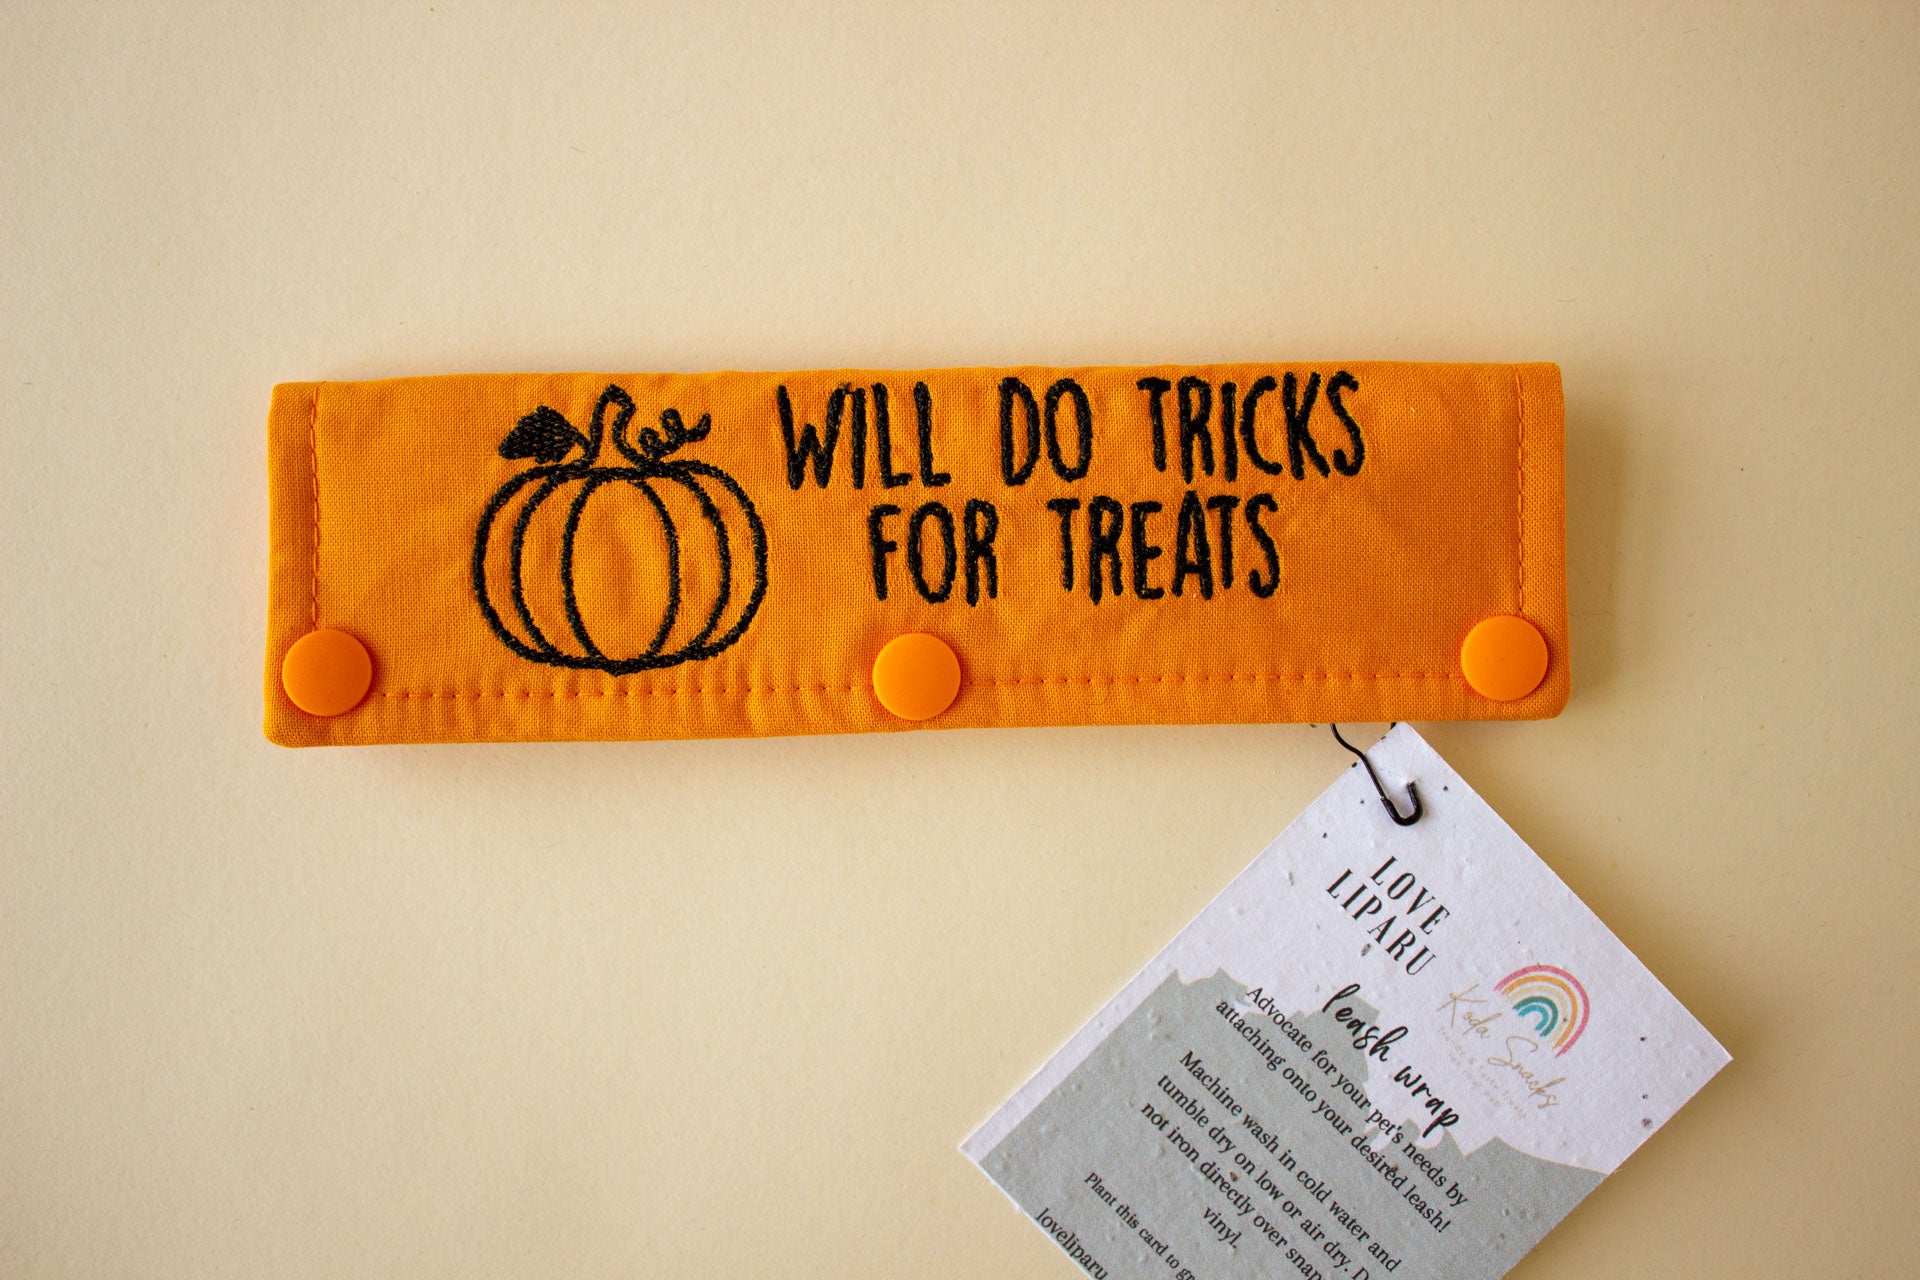 WILL DO TRICKS
FOR TREATS
LOVE
LIPARU
leash wrap
Koda Snacks
Advocate for your pet's needs by
attaching onto your desired leash!
Machine wash in cold water and
tumble dry on low or air dry. D
not iron directly over snap
vinyl.
Plant this card to gr
loveliparu